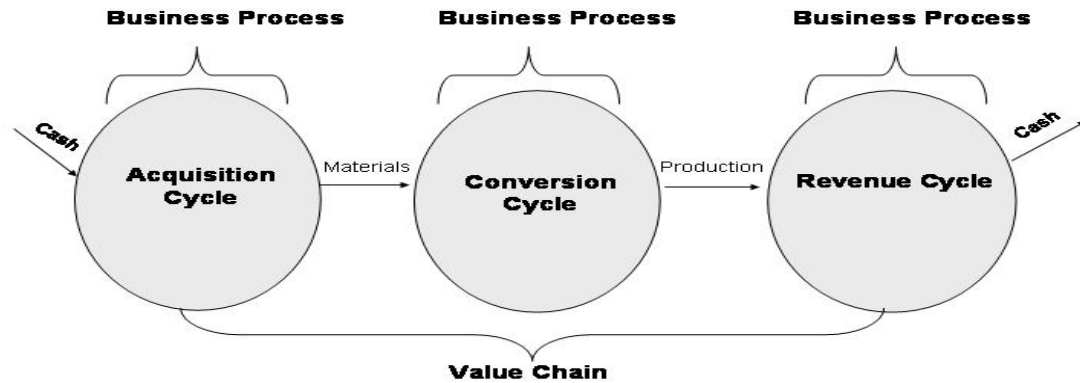 Business Process
Business Process
Business Process
Cash
Acquisition
Cycle
Materials
Conversion
Cycle
Production
Revenue Cycle
Cash
Value Chain